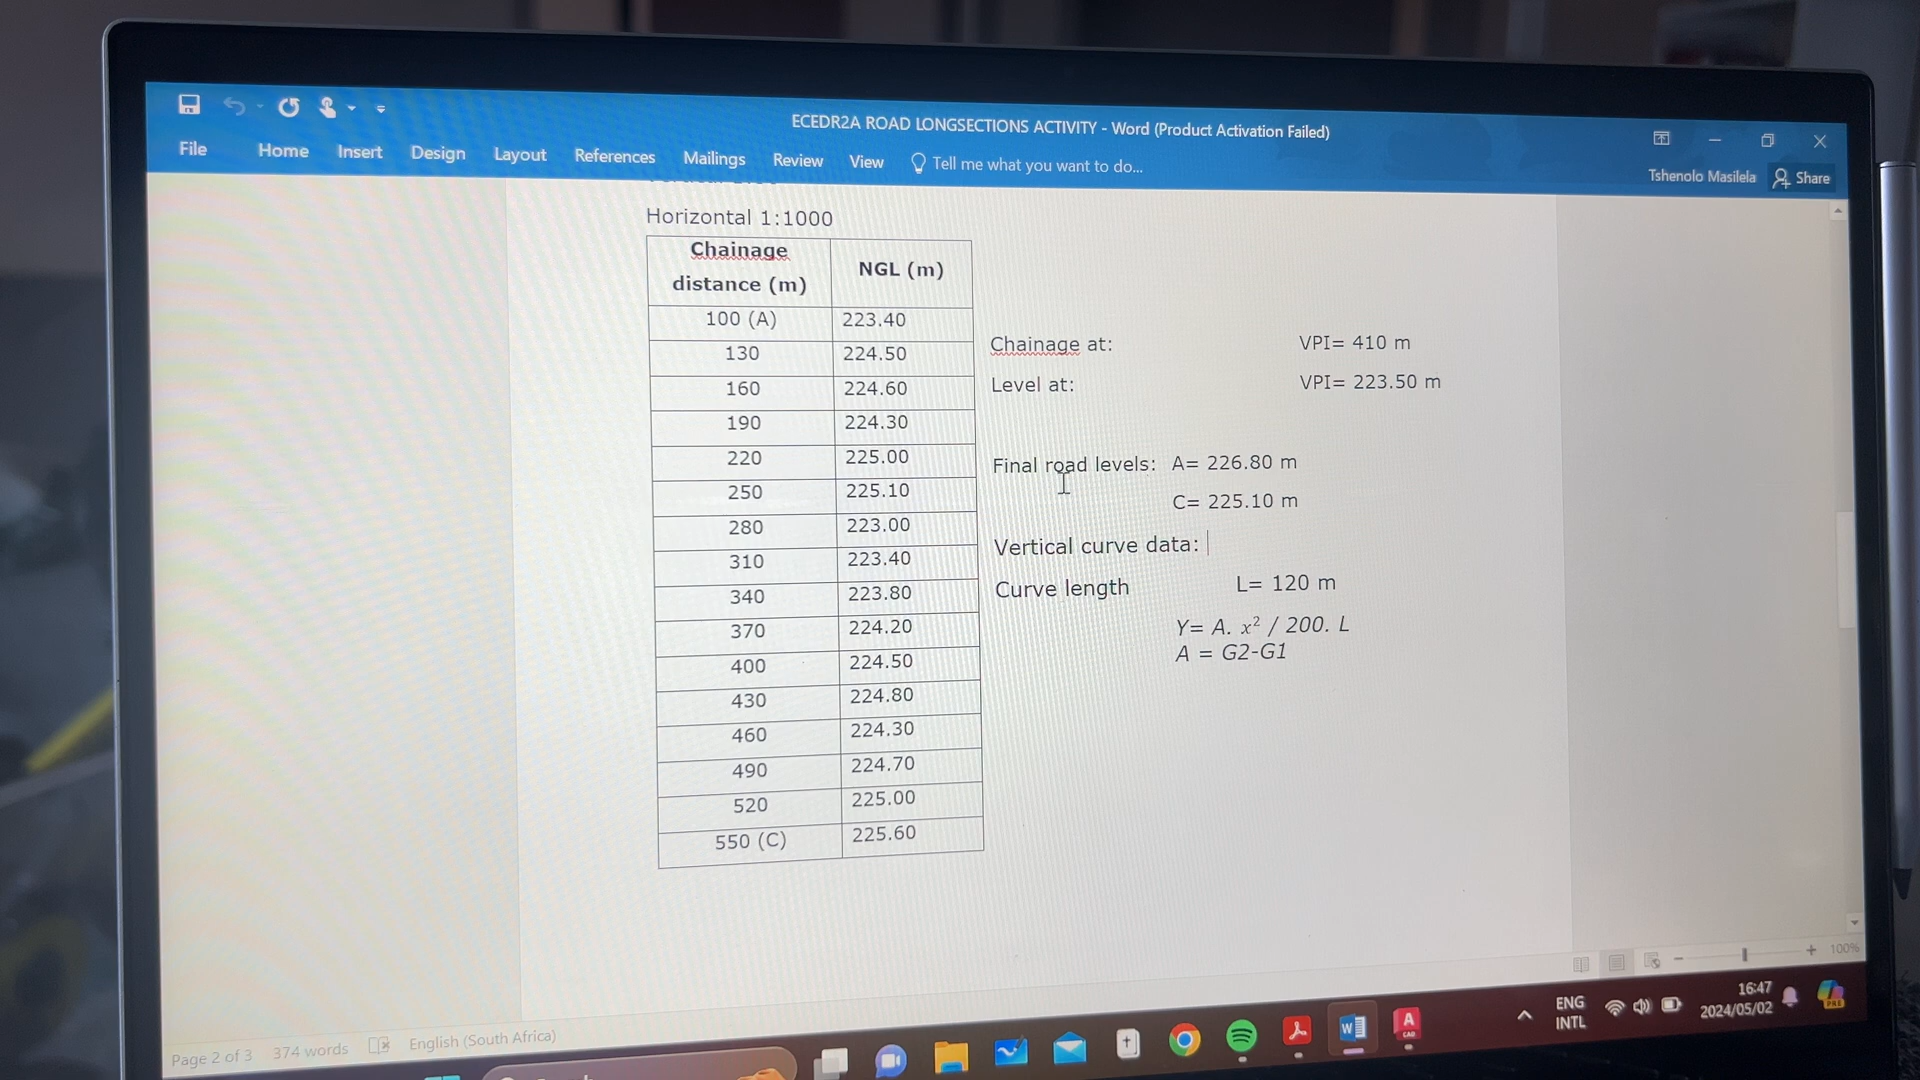 ECEDR2A ROAD LONGSECTIONS ACTIVITY - Word (Product Activation Failed)
File Home Insert Design Layout References Mailings Review View Tell me what you want to do...
Tshenolo Masilela Share
Horizontal 1:1000
Chainage distance (m) NGL (m)
100 (A) 223.40
130 224.50
160 224.60
190 224.30
220 225.00
250 225.10
280 223.00
310 223.40
340 223.80
370 224.20
400 224.50
430 224.80
460 224.30
490 224.70
520 225.00
550 (C) 225.60
Chainage at: VPI= 410 m
Level at: VPI= 223.50 m
Final road levels: A= 226.80 m
C= 225.10 m
Vertical curve data:
Curve length L= 120 m
Y= A. x² / 200. L
A = G2-G1
100%
Page 2 of 3 374 words English (South Africa)
ENG
INTL
16:47
2024/05/02
PRE
A
CAD